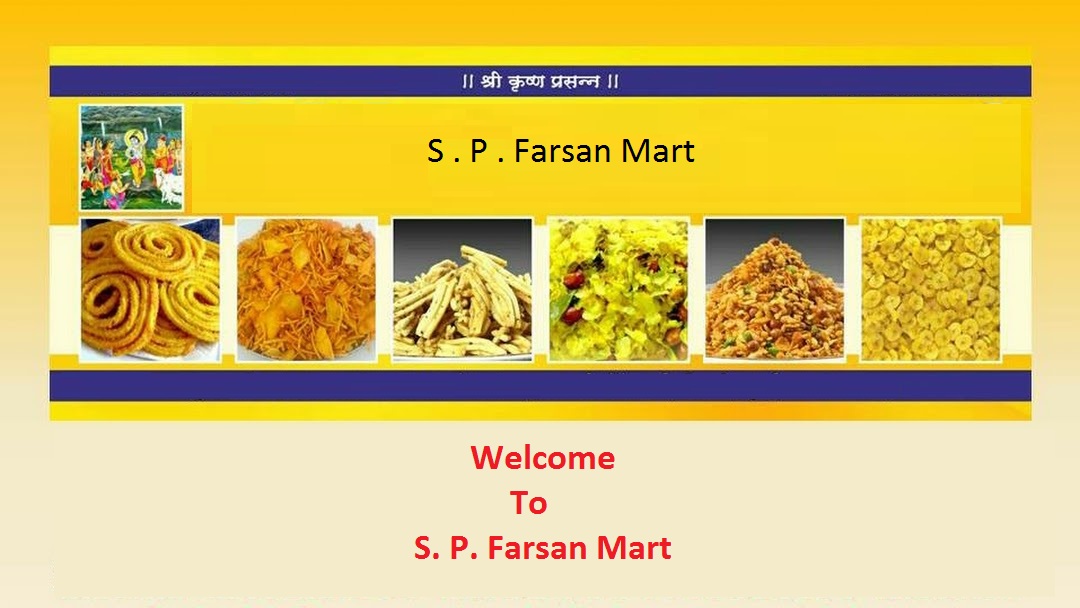 || श्री कृष्ण प्रसन्न ||
S . P . Farsan Mart
Welcome
To
S. P. Farsan Mart